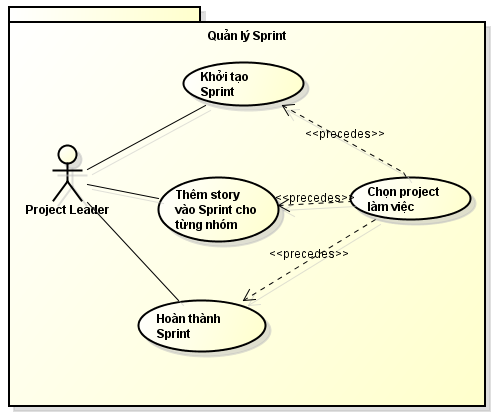 Quản lý Sprint
Khởi tạo
Sprint
<<precedes>>
Project Leader
Thêm story
vào Sprint cho
từng nhóm
<<precedes>>
Chọn project
làm việc
<<precedes>>
Hoàn thành
Sprint